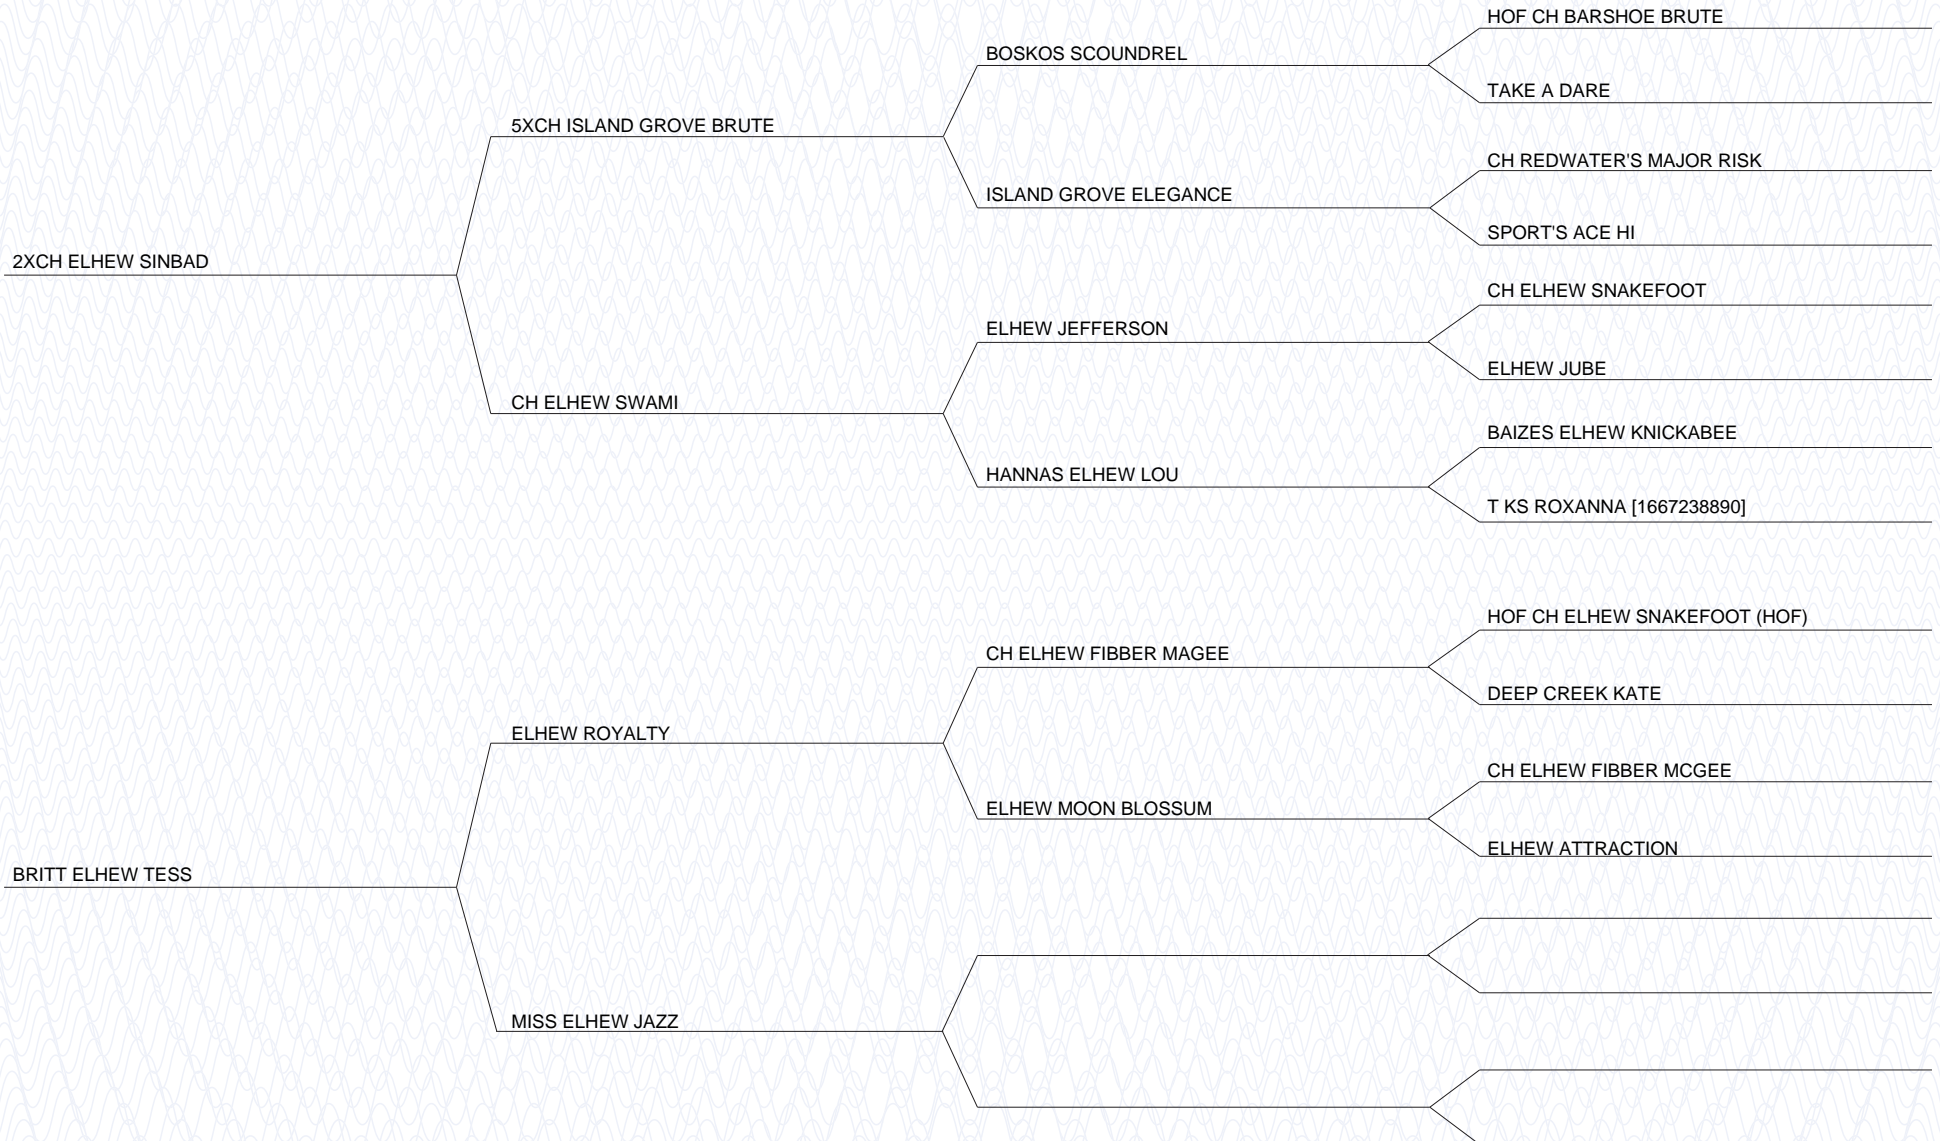 HOF CH BARSHOE BRUTE
BOSKOS SCOUNDREL
TAKE A DARE
5XCH ISLAND GROVE BRUTE
CH REDWATER'S MAJOR RISK
ISLAND GROVE ELEGANCE
SPORT'S ACE HI
2XCH ELHEW SINBAD
CH ELHEW SNAKEFOOT
ELHEW JEFFERSON
ELHEW JUBE
CH ELHEW SWAMI
BAIZES ELHEW KNICKABEE
HANNAS ELHEW LOU
T KS ROXANNA [1667238890]
HOF CH ELHEW SNAKEFOOT (HOF)
CH ELHEW FIBBER MAGEE
DEEP CREEK KATE
ELHEW ROYALTY
CH ELHEW FIBBER MCGEE
ELHEW MOON BLOSSUM
ELHEW ATTRACTION
BRITT ELHEW TESS
MISS ELHEW JAZZ